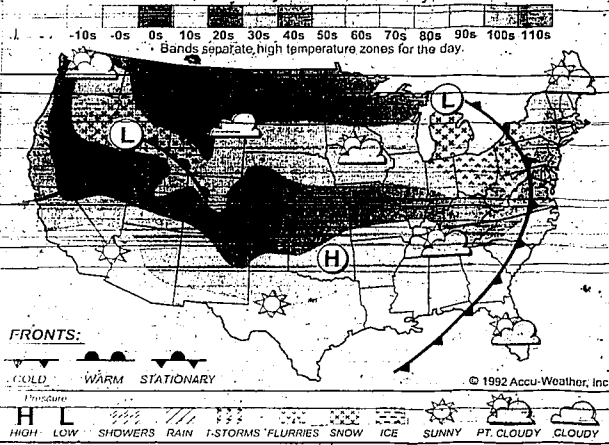 -10s -0s 0s 10s 20s 30s 40s 50s 60s 70s 80s 90s 100s 110s
Bands separate high temperature zones for the day.
L
L
H
FRONTS:
COLD WARM STATIONARY
© 1992 Accu-Weather, Inc
Pressure
H L
HIGH LOW SHOWERS RAIN T-STORMS FLURRIES SNOW ICE SUNNY PT. CLOUDY CLOUDY